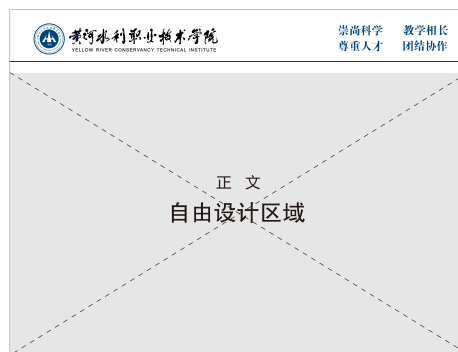 黄河水利职业技术学院
YELLOW RIVER CONSERVANCY TECHNICAL INSTITUTE
崇尚科学 教学相长
尊重人才 团结协作
正 文
自由设计区域